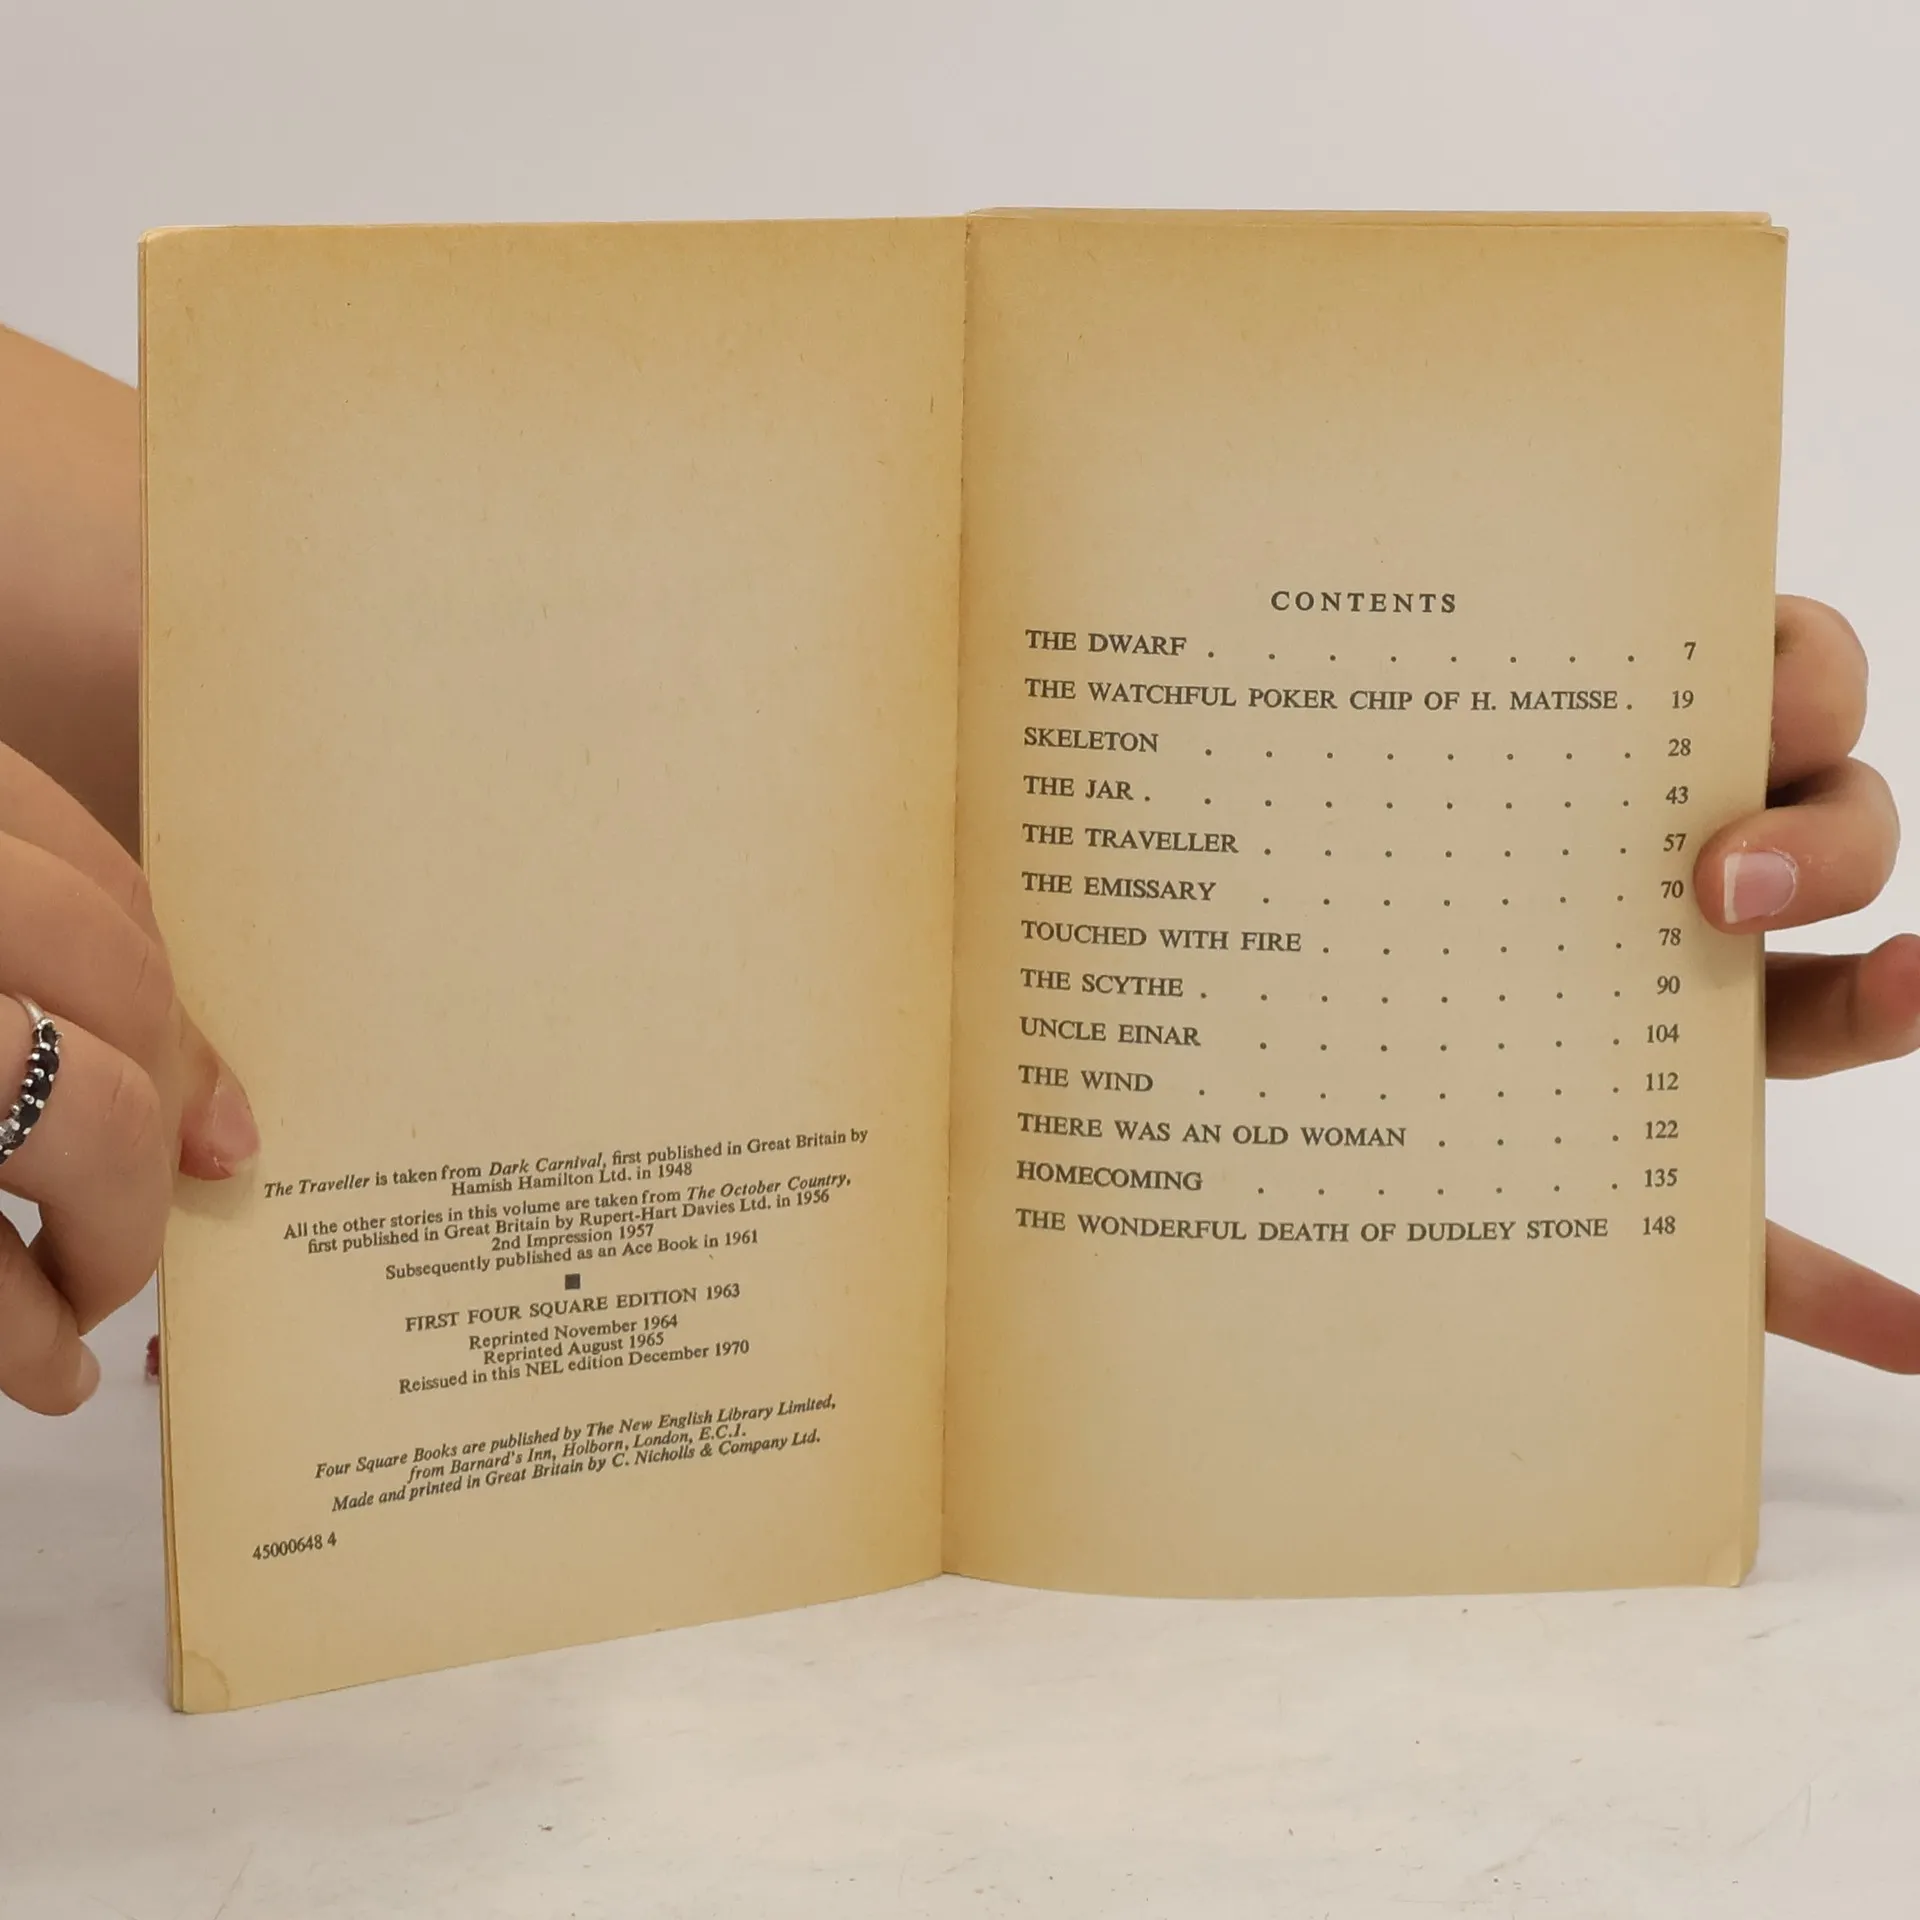 The Traveller is taken from Dark Carnival, first published in Great Britain by
Hamish Hamilton Ltd. in 1948
All the other stories in this volume are taken from The October Country,
first published in Great Britain by Rupert-Hart Davies Ltd. in 1956
2nd Impression 1957
Subsequently published as an Ace Book in 1961
FIRST FOUR SQUARE EDITION 1963
Reprinted November 1964
Reprinted August 1965
Reissued in this NEL edition December 1970
Four Square Books are published by The New English Library Limited,
from Barnard's Inn, Holborn, London, E.C.1.
Made and printed in Great Britain by C. Nicholls & Company Ltd.
45000648 4
CONTENTS
THE DWARF . . . . . . . . 7
THE WATCHFUL POKER CHIP OF H. MATISSE . 19
SKELETON . . . . . . . . 28
THE JAR . . . . . . . . . 43
THE TRAVELLER . . . . . . . 57
THE EMISSARY . . . . . . . 70
TOUCHED WITH FIRE . . . . . . 78
THE SCYTHE . . . . . . . . 90
UNCLE EINAR . . . . . . . 104
THE WIND . . . . . . . . 112
THERE WAS AN OLD WOMAN . . . . 122
HOMECOMING . . . . . . . 135
THE WONDERFUL DEATH OF DUDLEY STONE 148